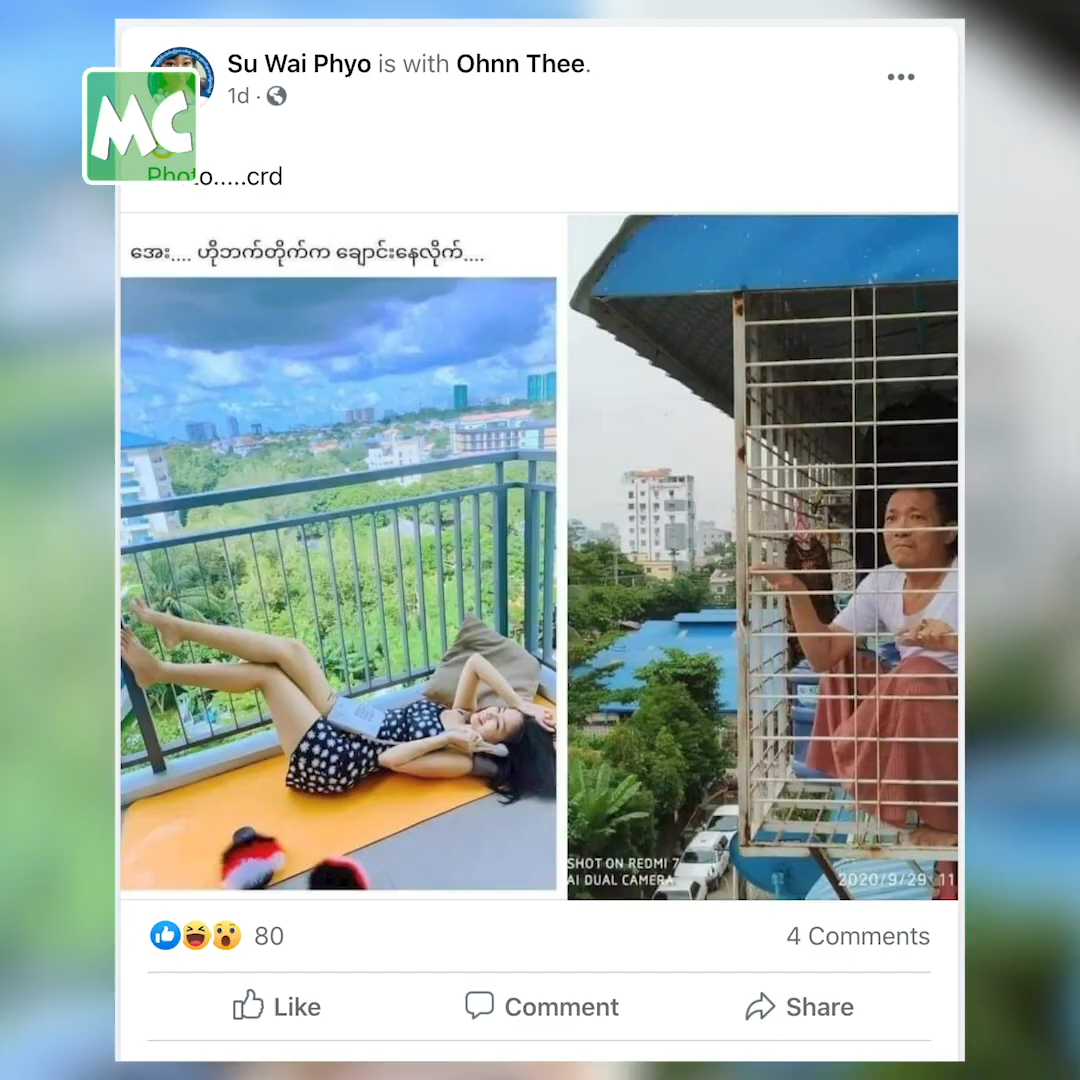 Su Wai Phyo is with Ohnn Thee.
1d ·
MC
Photo.....crd
အေး.... ဟိုဘက်တိုက်က ချောင်းနေလိုက်....
SHOT ON REDMI 7
AI DUAL CAMERA
2020/9/29 11
80
4 Comments
Like
Comment
Share